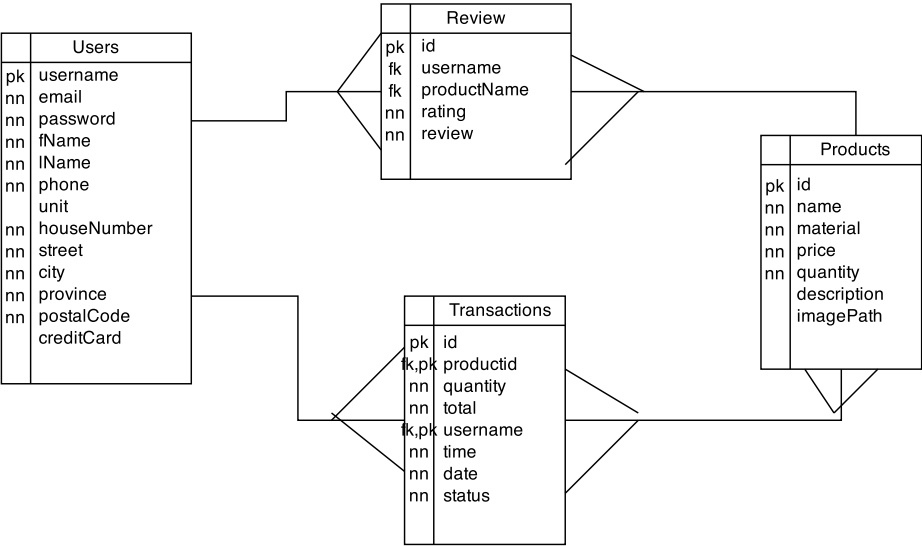 Users
pk username
nn email
nn password
nn fName
nn lName
nn phone
unit
nn houseNumber
nn street
nn city
nn province
nn postalCode
creditCard
Review
pk id
fk username
fk productName
nn rating
nn review
Products
pk id
nn name
nn material
nn price
nn quantity
description
imagePath
Transactions
pk id
fk,pk productid
nn quantity
nn total
fk,pk username
nn time
nn date
nn status